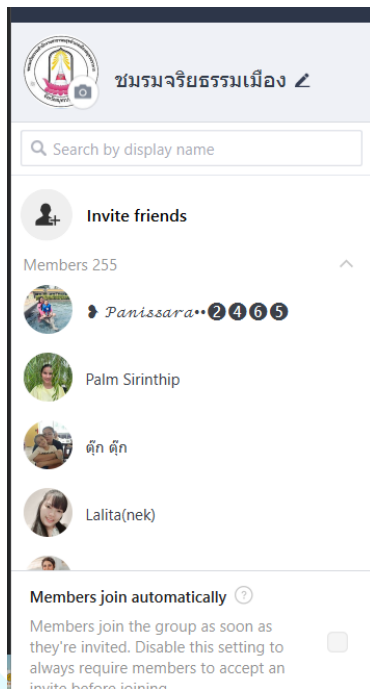 ชมรมจริยธรรมเมือง
Search by display name
Invite friends
Members 255
❥ 𝓟𝓪𝓷𝓲𝓼𝓼𝓪𝓻𝓪••❷❹❻❺
Palm Sirinthip
ตุ๊ก ตุ๊ก
Lalita(nek)
Members join automatically ?
Members join the group as soon as
they're invited. Disable this setting to
always require members to accept an
invite before joining.